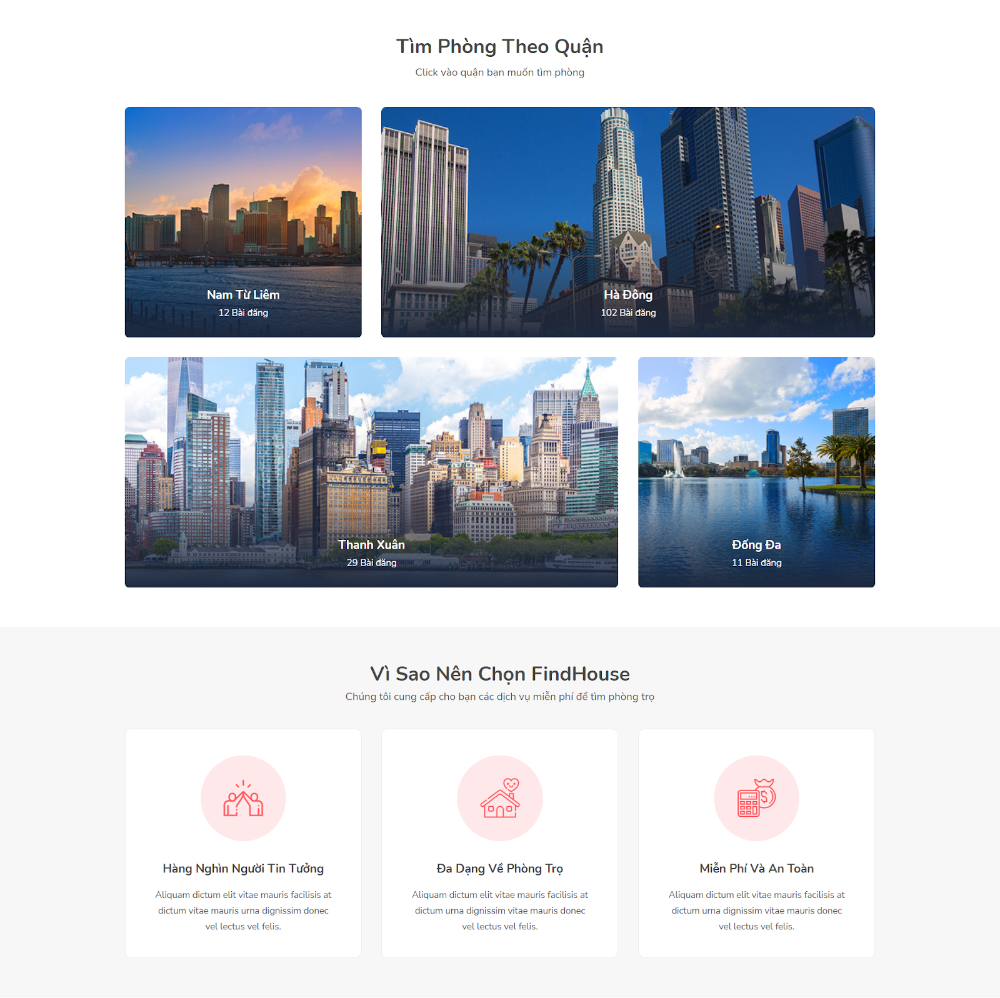 Tìm Phòng Theo Quận
Click vào quận bạn muốn tìm phòng
Nam Từ Liêm
12 Bài đăng
Hà Đông
102 Bài đăng
Thanh Xuân
29 Bài đăng
Đống Đa
11 Bài đăng
Vì Sao Nên Chọn FindHouse
Chúng tôi cung cấp cho bạn các dịch vụ miễn phí để tìm phòng trọ
Hàng Nghìn Người Tin Tưởng
Aliquam dictum elit vitae mauris facilisis at
dictum vitae mauris urna dignissim donec
vel lectus vel felis.
Đa Dạng Về Phòng Trọ
Aliquam dictum elit vitae mauris facilisis at
dictum urna dignissim vitae mauris donec
vel lectus vel felis.
Miễn Phí Và An Toàn
Aliquam dictum elit vitae mauris facilisis at
dictum urna dignissim vitae mauris donec
vel lectus vel felis.